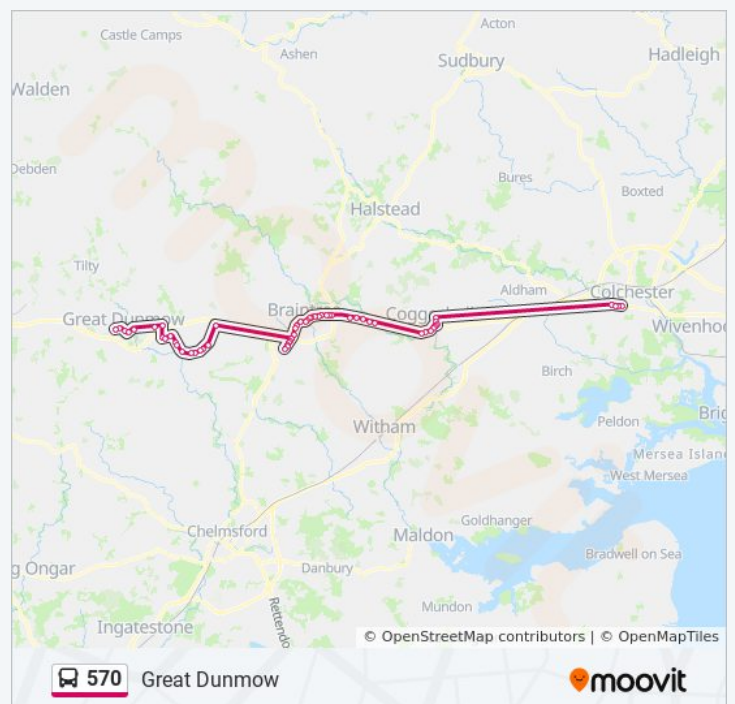 Castle Camps
Acton
Ashen
Sudbury
Hadleigh
Walden
Debden
Bures
Boxted
Halstead
Tilty
Aldham
Colchester
Great Dunmow
Wivenhoe
Birch
Peldon
Mersea Island
West Mersea
Witham
Goldhanger
Chelmsford
Maldon
Bradwell on Sea
g Ongar
Danbury
Mundon
Ingatestone
Rettendo
© OpenStreetMap contributors | © OpenMapTiles
570 Great Dunmow
moovit